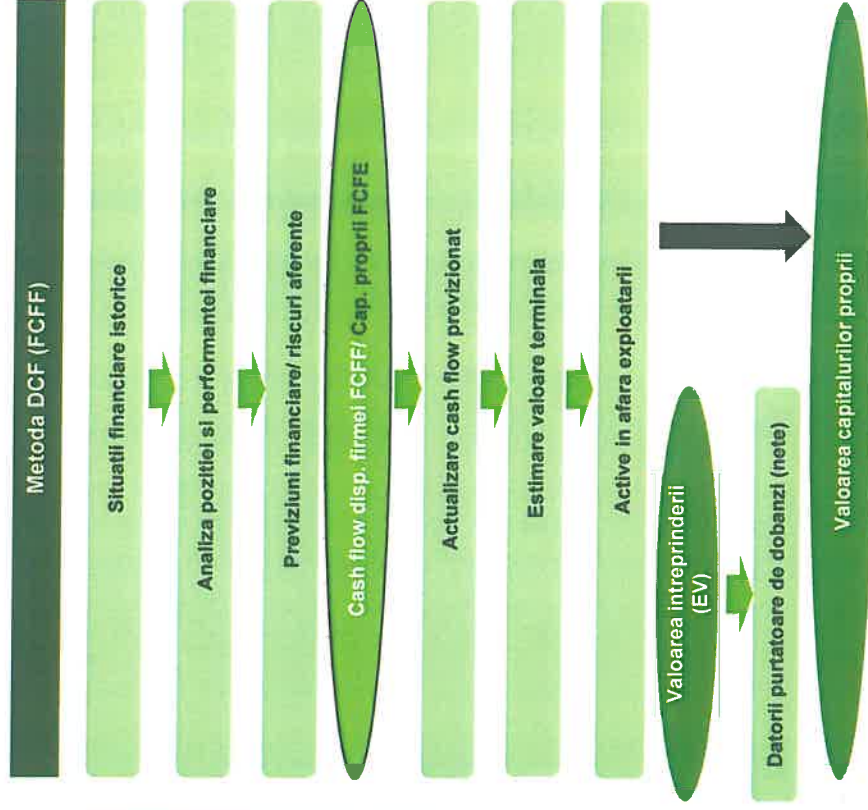 Metoda DCF (FCFF)
Situatii financiare istorice
Analiza pozitiei si performantei financiare
Previziuni financiare/ riscuri aferente
Cash flow disp. firmei FCFF/ Cap. proprii FCFE
Actualizare cash flow previzionat
Estimare valoare terminala
Active in afara exploatarii
Valoarea intreprinderii
(EV)
Datorii purtatoare de dobanzi (nete)
Valoarea capitalurilor proprii